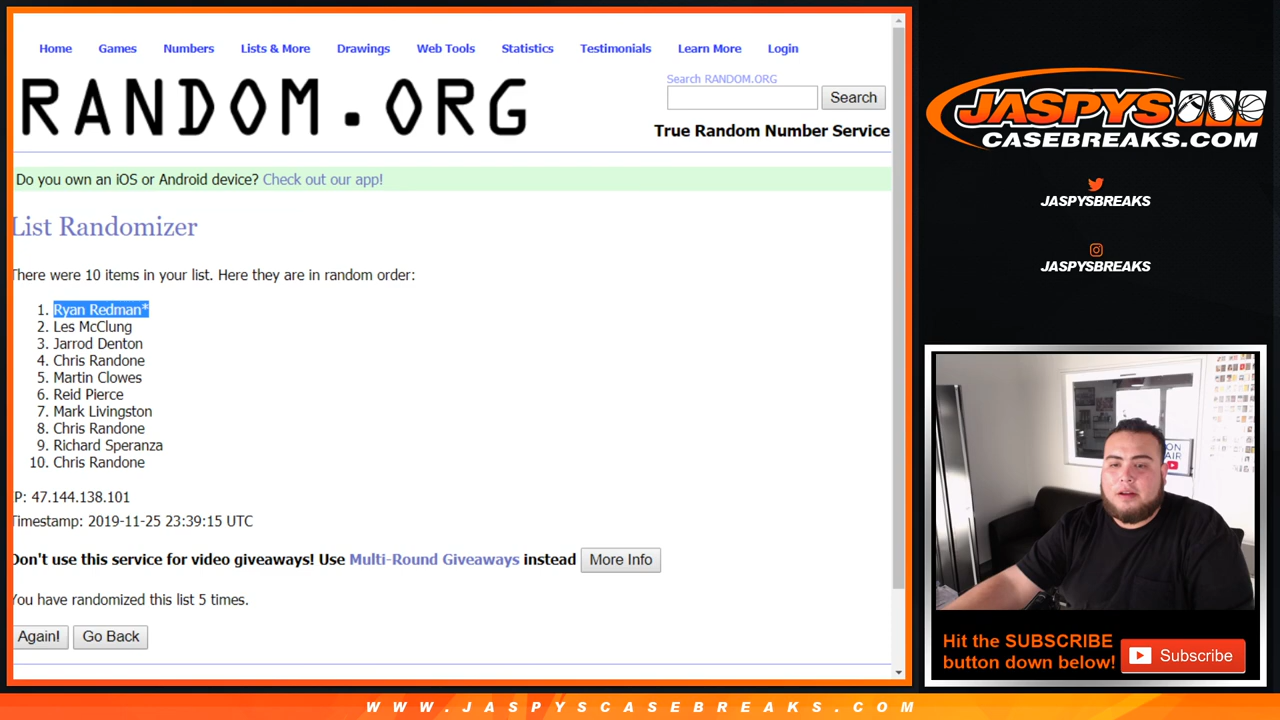 Home Games Numbers Lists & More Drawings Web Tools Statistics Testimonials Learn More Login
RANDOM.ORG
Search RANDOM.ORG
Search
True Random Number Service
Do you own an iOS or Android device? Check out our app!
List Randomizer
There were 10 items in your list. Here they are in random order:
1. Ryan Redman*
2. Les McClung
3. Jarrod Denton
4. Chris Randone
5. Martin Clowes
6. Reid Pierce
7. Mark Livingston
8. Chris Randone
9. Richard Speranza
10. Chris Randone
IP: 47.144.138.101
Timestamp: 2019-11-25 23:39:15 UTC
Don't use this service for video giveaways! Use Multi-Round Giveaways instead More Info
You have randomized this list 5 times.
Again! Go Back
JASPYS
CASEBREAKS.COM
JASPYSBREAKS
JASPYSBREAKS
ON
AIR
Hit the SUBSCRIBE
button down below!
Subscribe
WWW.JASPYSCASEBREAKS.COM